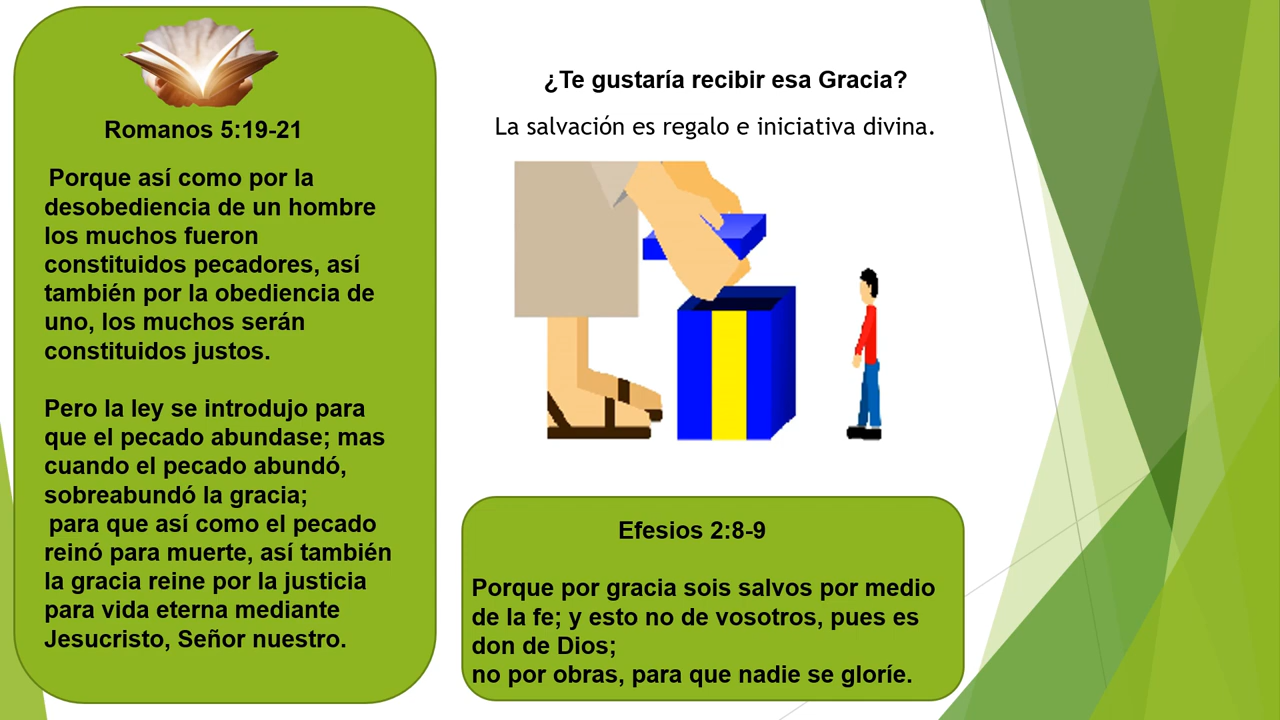 Romanos 5:19-21
Porque así como por la
desobediencia de un hombre
los muchos fueron
constituidos pecadores, así
también por la obediencia de
uno, los muchos serán
constituidos justos.
Pero la ley se introdujo para
que el pecado abundase; mas
cuando el pecado abundó,
sobreabundó la gracia;
para que así como el pecado
reinó para muerte, así también
la gracia reine por la justicia
para vida eterna mediante
Jesucristo, Señor nuestro.
¿Te gustaría recibir esa Gracia?
La salvación es regalo e iniciativa divina.
Efesios 2:8-9
Porque por gracia sois salvos por medio
de la fe; y esto no de vosotros, pues es
don de Dios;
no por obras, para que nadie se gloríe.